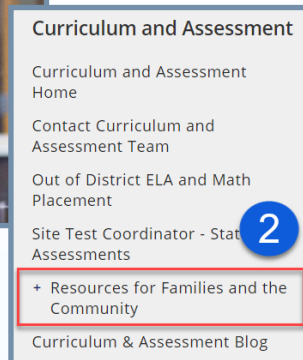 Curriculum and Assessment
Curriculum and Assessment
Home
Contact Curriculum and
Assessment Team
Out of District ELA and Math
Placement
Site Test Coordinator - Stat
2
Assessments
+ Resources for Families and the
Community
Curriculum & Assessment Blog